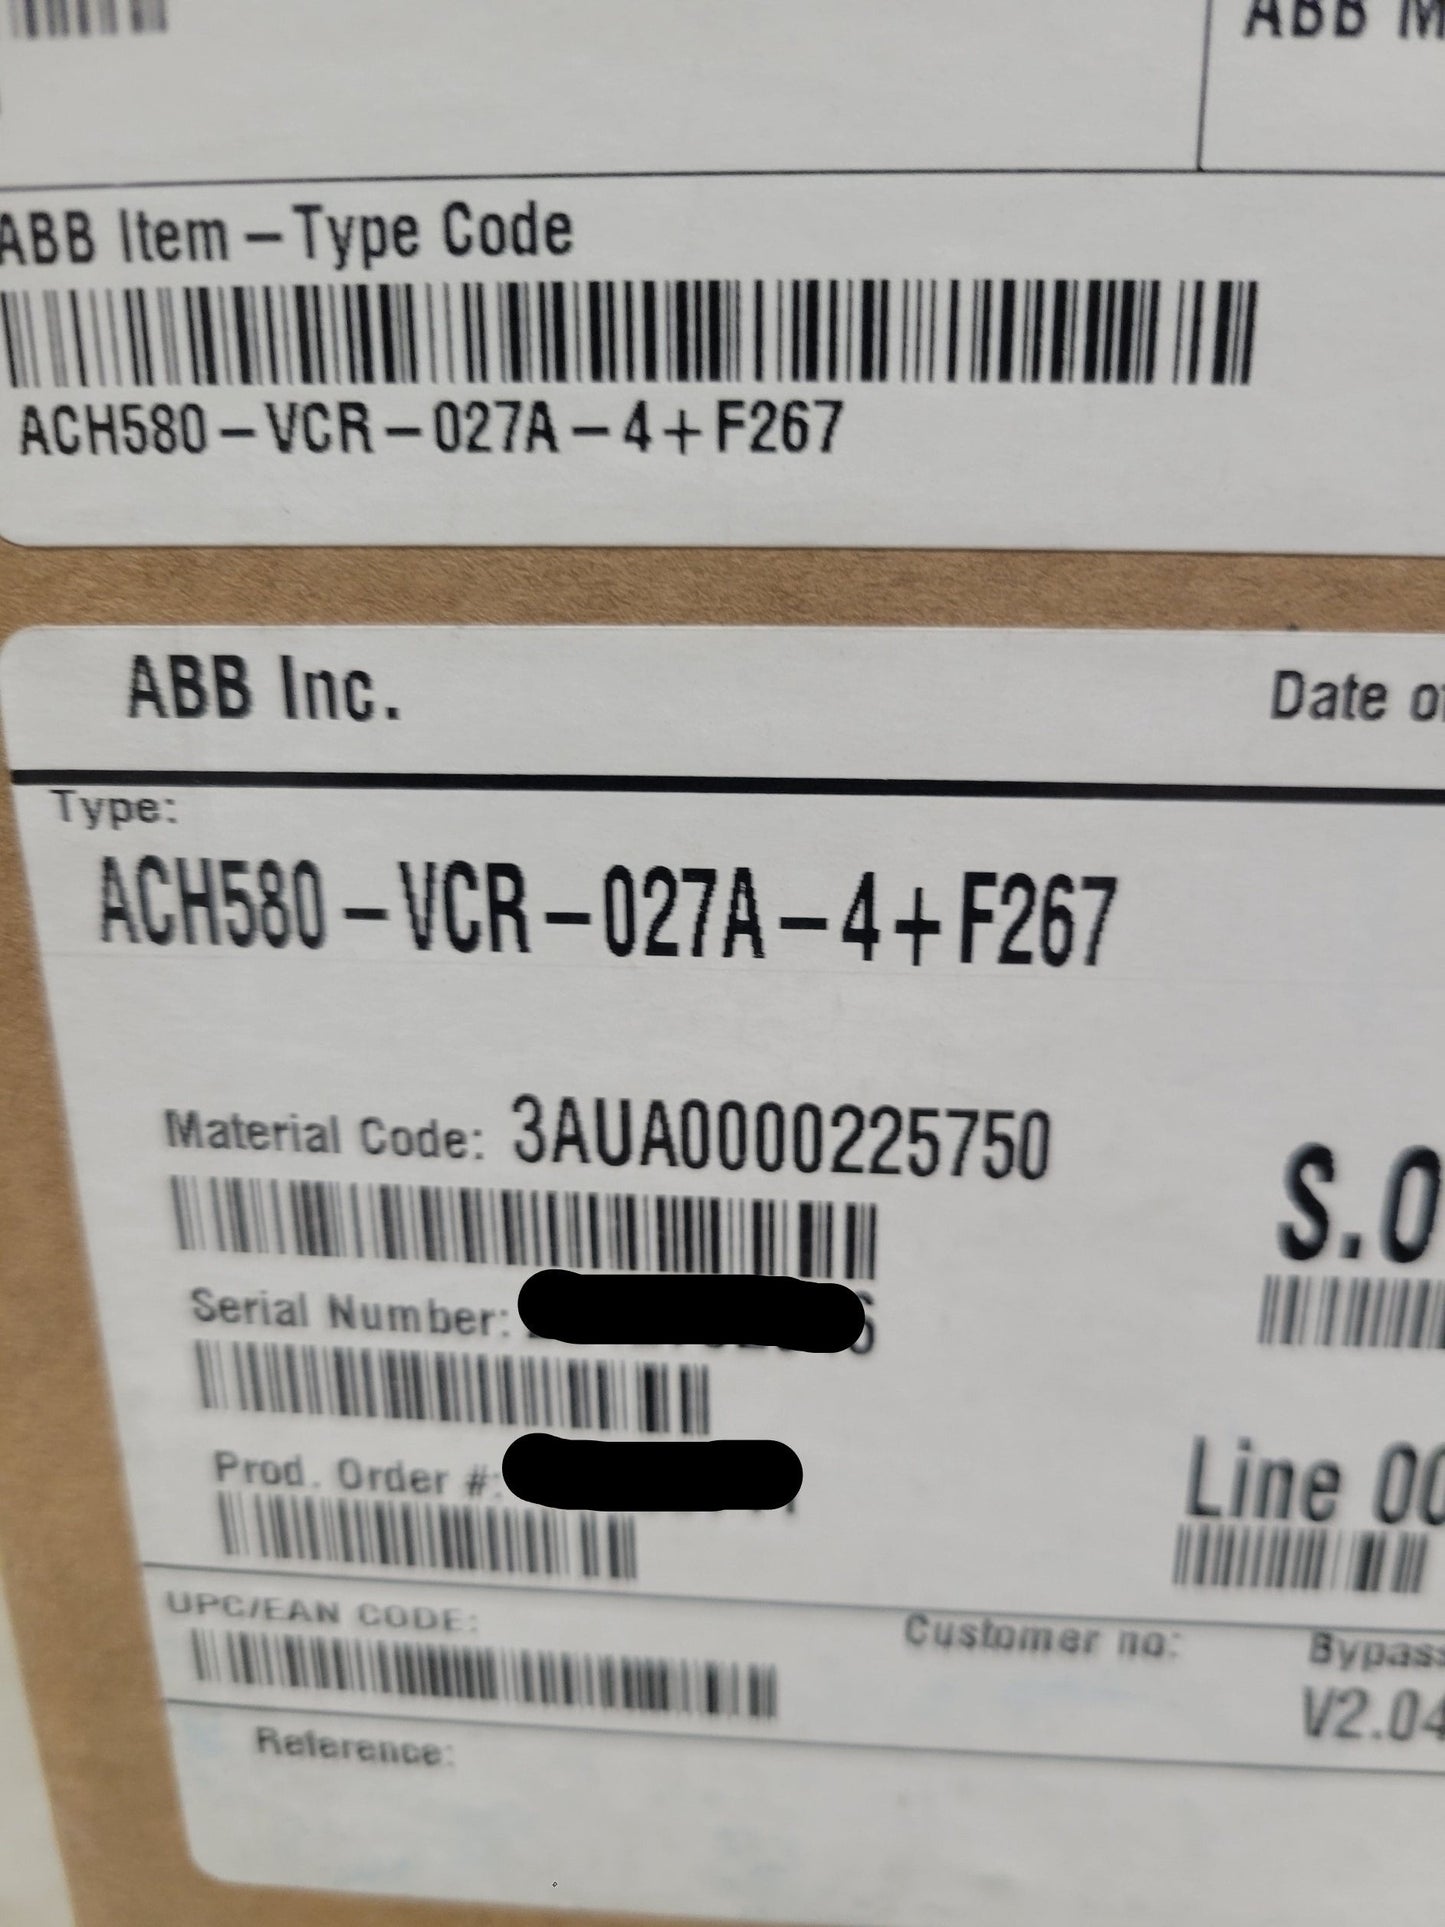 ABB
ABB Item - Type Code
ACH580-VCR-027A-4+F267
ABB Inc.
Date
Type:
ACH580-VCR-027A-4+F267
Material Code: 3AUA0000225750
S.0
Serial Number:
Prod. Order #:
Line 00
UPC/EAN CODE:
Customer no:
Bypass
V2.04
Reference: